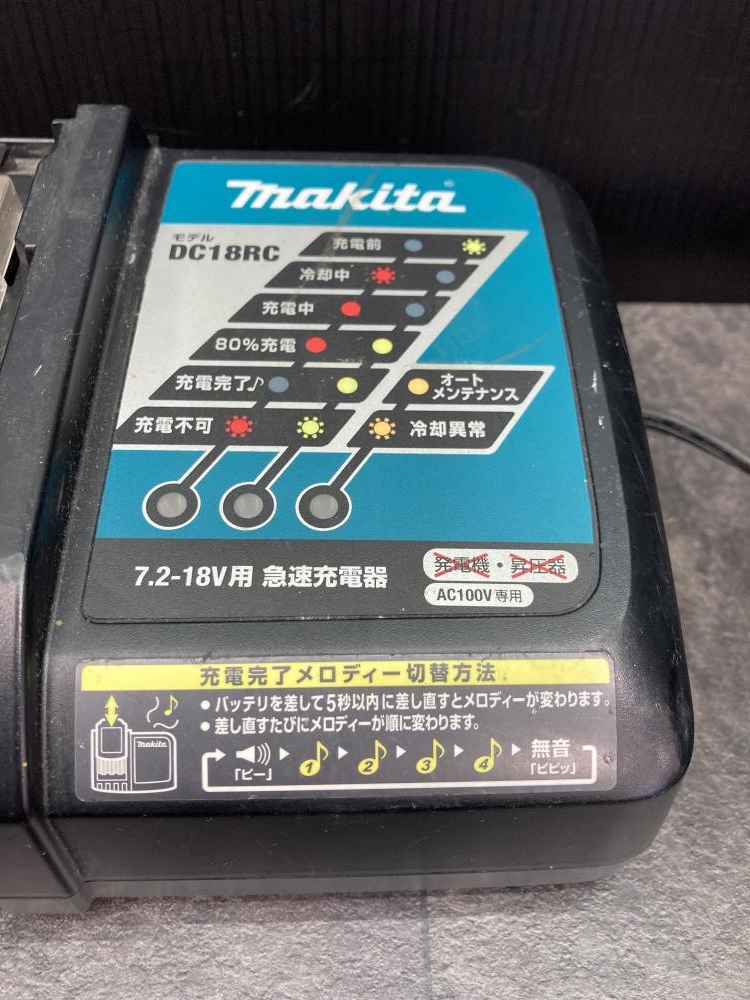 makita
モデル
DC18RC
充電前
冷却中
充電中
80%充電
充電完了♪
オート
メンテナンス
充電不可
冷却異常
7.2-18V用 急速充電器
発電機・昇圧器
AC100V専用
充電完了メロディー切替方法
● バッテリを差して5秒以内に差し直すとメロディーが変わります。
● 差し直すたびにメロディーが順に変わります。
makita
1 2 3 4 無音
「ピー」 「ピピッ」